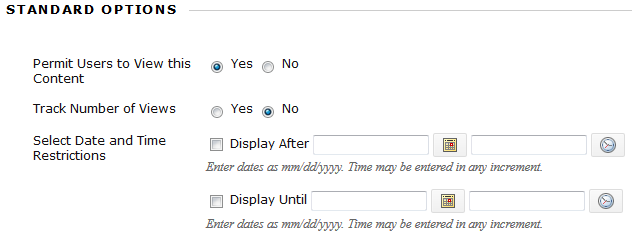 STANDARD OPTIONS
Permit Users to View this Yes No
Content
Track Number of Views Yes No
Select Date and Time Display After
Restrictions
Enter dates as mm/dd/yyyy. Time may be entered in any increment.
Display Until
Enter dates as mm/dd/yyyy. Time may be entered in any increment.